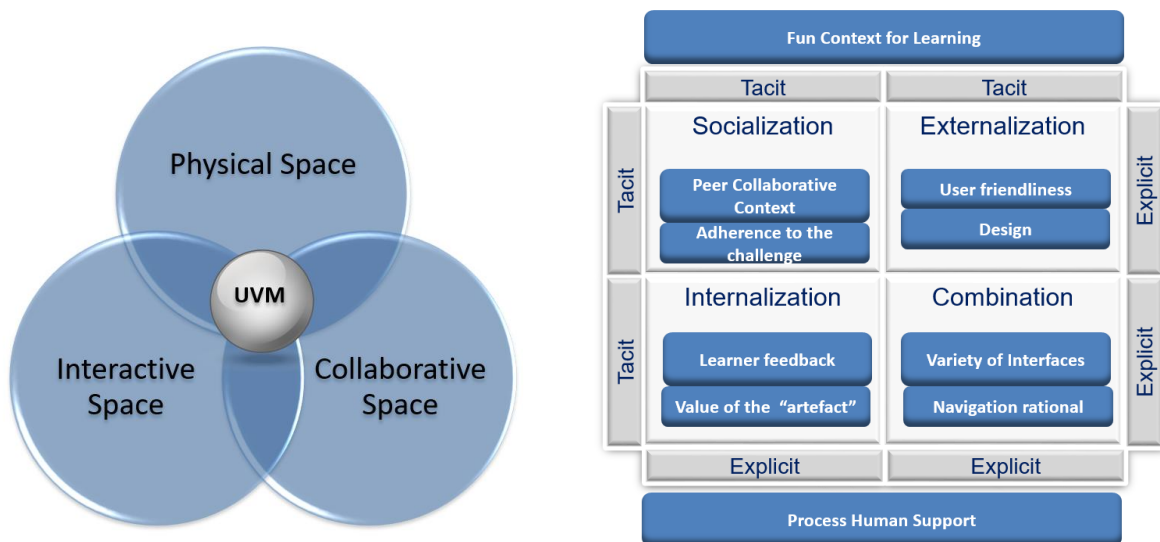 Physical Space
UVM
Interactive
Space
Collaborative
Space
Fun Context for Learning
Tacit
Tacit
Tacit
Socialization
Peer Collaborative
Context
Adherence to the
challenge
Externalization
User friendliness
Design
Explicit
Tacit
Internalization
Learner feedback
Value of the “artefact”
Combination
Variety of Interfaces
Navigation rational
Explicit
Explicit
Explicit
Process Human Support